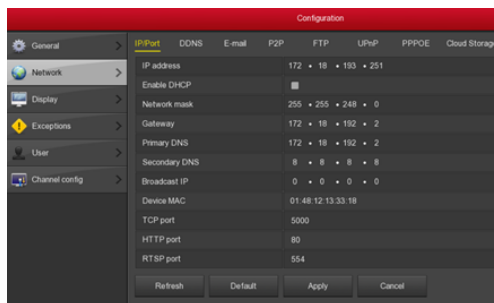 Configuration
General
Network
Display
Exceptions
User
Channel config
IP/Port DDNS E-mail P2P FTP UPnP PPPOE Cloud Storage
IP address 172 • 18 • 193 • 251
Enable DHCP
Network mask 255 • 255 • 248 • 0
Gateway 172 • 18 • 192 • 2
Primary DNS 172 • 18 • 192 • 2
Secondary DNS 8 • 8 • 8 • 8
Broadcast IP 0 • 0 • 0 • 0
Device MAC 01:48:12:13:33:18
TCP port 5000
HTTP port 80
RTSP port 554
Refresh Default Apply Cancel